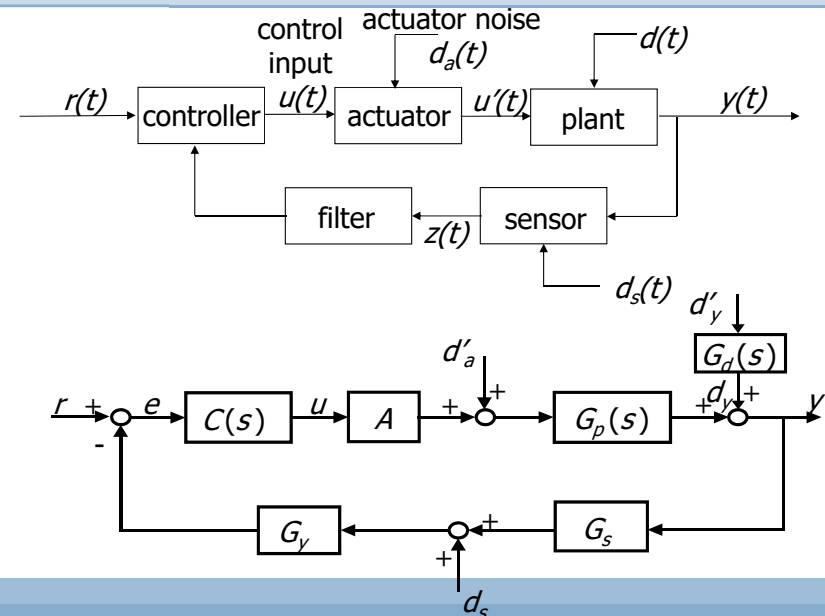 control
input
actuator noise
d_a(t)
d(t)
r(t)
controller
u(t)
actuator
u'(t)
plant
y(t)
filter
z(t)
sensor
d_s(t)
d'_y
G_d(s)
d'_a
d_y
+
r
+
e
C(s)
u
A
+
+
G_p(s)
+
y
-
G_y
+
G_s
+
d_s